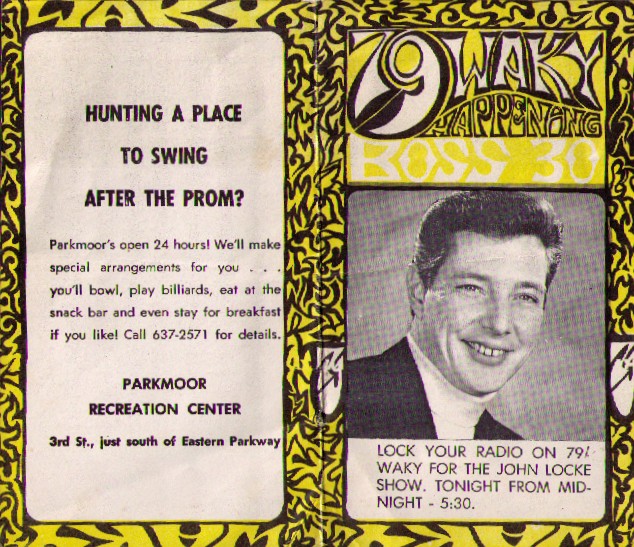 HUNTING A PLACE
TO SWING
AFTER THE PROM?
Parkmoor's open 24 hours! We'll make
special arrangements for you . . .
you'll bowl, play billiards, eat at the
snack bar and even stay for breakfast
if you like! Call 637-2571 for details.
PARKMOOR
RECREATION CENTER
3rd St., just south of Eastern Parkway
79 WAKY
HAPPENING
BOSS 30
LOCK YOUR RADIO ON 79/
WAKY FOR THE JOHN LOCKE
SHOW. TONIGHT FROM MID-
NIGHT - 5:30.